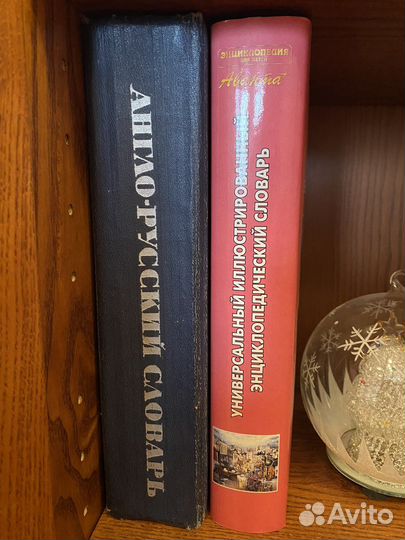 АНГЛО-РУССКИЙ СЛОВАРЬ
ЭНЦИКЛОПЕДИЯ
ДЛЯ ДЕТЕЙ
Аванта+
УНИВЕРСАЛЬНЫЙ ИЛЛЮСТРИРОВАННЫЙ
ЭНЦИКЛОПЕДИЧЕСКИЙ СЛОВАРЬ
Avito